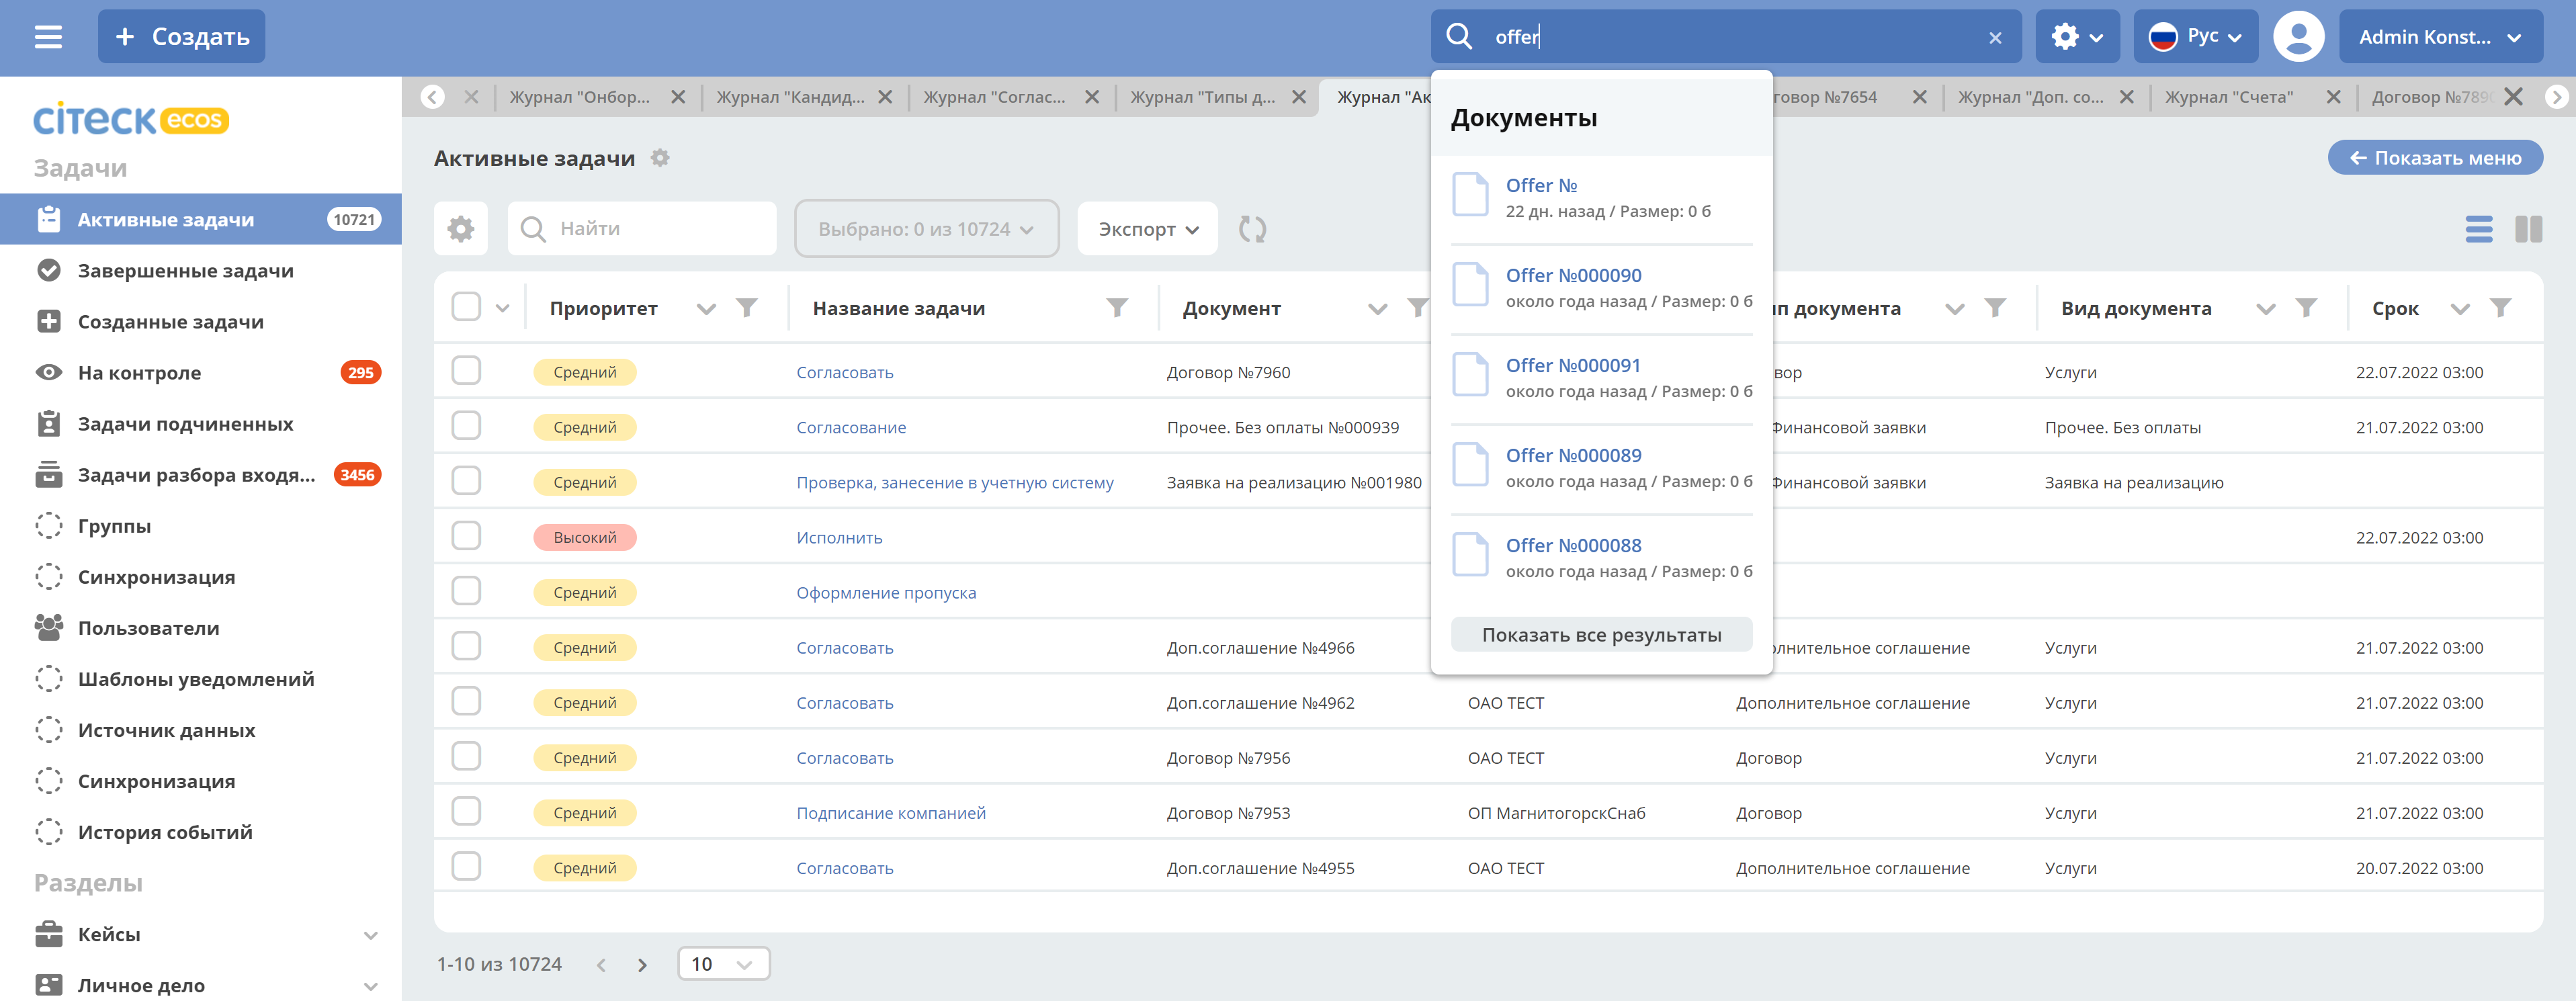 Создать
offer
Рус
Admin Konst...
Журнал "Онбор...
Журнал "Кандид...
Журнал "Соглас...
Журнал "Типы д...
Журнал "Ак
говор №7654
Журнал "Доп. со...
Журнал "Счета"
Договор №789
citeck ecos
Задачи
Активные задачи 10721
Завершенные задачи
Созданные задачи
На контроле 295
Задачи подчиненных
Задачи разбора входя... 3456
Группы
Синхронизация
Пользователи
Шаблоны уведомлений
Источник данных
Синхронизация
История событий
Разделы
Кейсы
Личное дело
Активные задачи
Показать меню
Найти
Выбрано: 0 из 10724
Экспорт
Приоритет Название задачи Документ п документа Вид документа Срок
Средний Согласовать Договор №7960 вор Услуги 22.07.2022 03:00
Средний Согласование Прочее. Без оплаты №000939 Финансовой заявки Прочее. Без оплаты 21.07.2022 03:00
Средний Проверка, занесение в учетную систему Заявка на реализацию №001980 Финансовой заявки Заявка на реализацию
Высокий Исполнить 22.07.2022 03:00
Средний Оформление пропуска
Средний Согласовать Доп.соглашение №4966 лнительное соглашение Услуги 21.07.2022 03:00
Средний Согласовать Доп.соглашение №4962 ОАО ТЕСТ Дополнительное соглашение Услуги 21.07.2022 03:00
Средний Согласовать Договор №7956 ОАО ТЕСТ Договор Услуги 21.07.2022 03:00
Средний Подписание компанией Договор №7953 ОП МагнитогорскСнаб Договор Услуги 21.07.2022 03:00
Средний Согласовать Доп.соглашение №4955 ОАО ТЕСТ Дополнительное соглашение Услуги 20.07.2022 03:00
1-10 из 10724
10
Документы
Offer №
22 дн. назад / Размер: 0 б
Offer №000090
около года назад / Размер: 0 б
Offer №000091
около года назад / Размер: 0 б
Offer №000089
около года назад / Размер: 0 б
Offer №000088
около года назад / Размер: 0 б
Показать все результаты